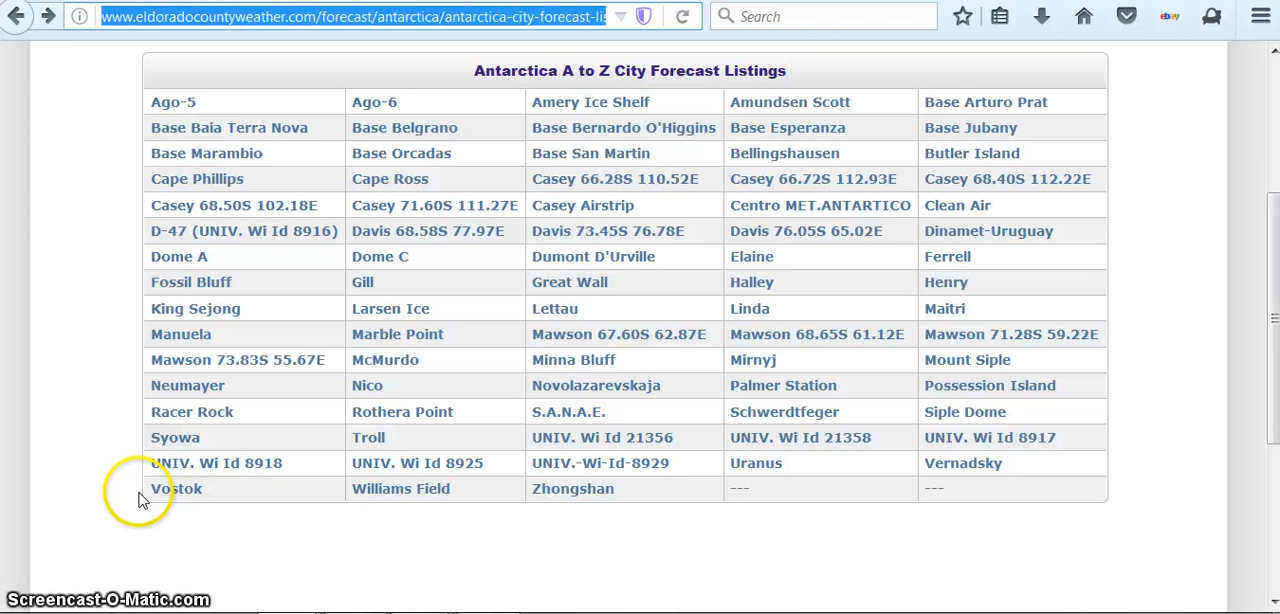 www.eldoradocountyweather.com/forecast/antarctica/antarctica-city-forecast-lis
Search
ebay
Antarctica A to Z City Forecast Listings
Ago-5 Ago-6 Amery Ice Shelf Amundsen Scott Base Arturo Prat
Base Baia Terra Nova Base Belgrano Base Bernardo O'Higgins Base Esperanza Base Jubany
Base Marambio Base Orcadas Base San Martin Bellingshausen Butler Island
Cape Phillips Cape Ross Casey 66.28S 110.52E Casey 66.72S 112.93E Casey 68.40S 112.22E
Casey 68.50S 102.18E Casey 71.60S 111.27E Casey Airstrip Centro MET.ANTARTICO Clean Air
D-47 (UNIV. Wi Id 8916) Davis 68.58S 77.97E Davis 73.45S 76.78E Davis 76.05S 65.02E Dinamet-Uruguay
Dome A Dome C Dumont D'Urville Elaine Ferrell
Fossil Bluff Gill Great Wall Halley Henry
King Sejong Larsen Ice Lettau Linda Maitri
Manuela Marble Point Mawson 67.60S 62.87E Mawson 68.65S 61.12E Mawson 71.28S 59.22E
Mawson 73.83S 55.67E McMurdo Minna Bluff Mirnyj Mount Siple
Neumayer Nico Novolazarevskaja Palmer Station Possession Island
Racer Rock Rothera Point S.A.N.A.E. Schwerdtfeger Siple Dome
Syowa Troll UNIV. Wi Id 21356 UNIV. Wi Id 21358 UNIV. Wi Id 8917
UNIV. Wi Id 8918 UNIV. Wi Id 8925 UNIV.-Wi-Id-8929 Uranus Vernadsky
Vostok Williams Field Zhongshan --- ---
Screencast-O-Matic.com